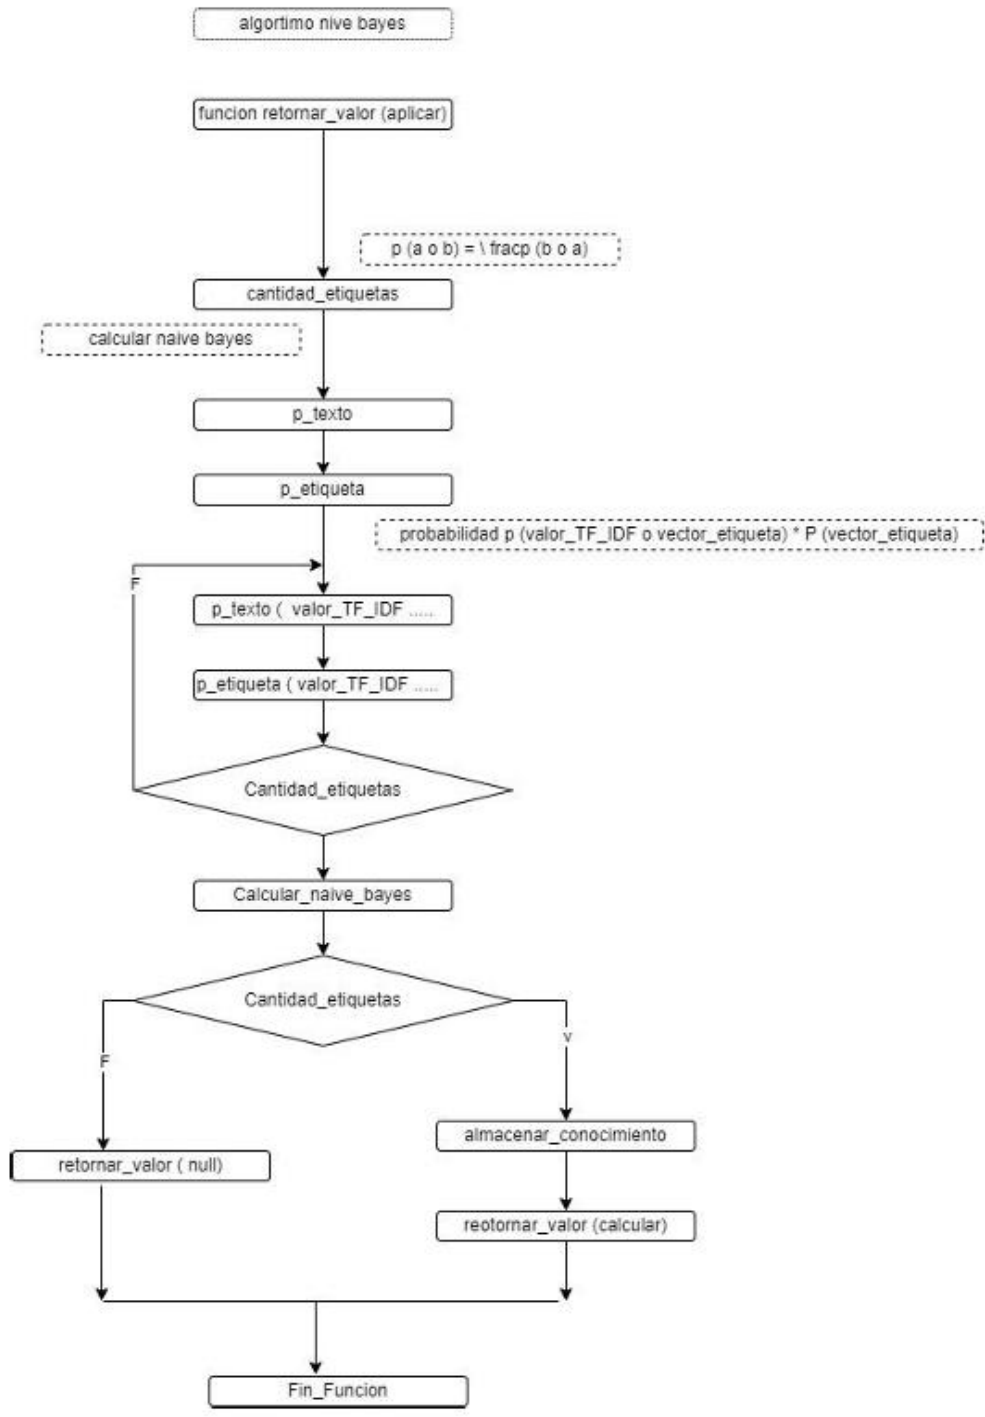 algortimo nive bayes
funcion retornar_valor (aplicar)
p (a o b) = \ fracp (b o a)
cantidad_etiquetas
calcular naive bayes
p_texto
p_etiqueta
probabilidad p (valor_TF_IDF o vector_etiqueta) * P (vector_etiqueta)
F
p_texto ( valor_TF_IDF .....
p_etiqueta ( valor_TF_IDF .....
Cantidad_etiquetas
Calcular_naive_bayes
Cantidad_etiquetas
v
F
almacenar_conocimiento
retornar_valor ( null)
reotornar_valor (calcular)
Fin_Funcion